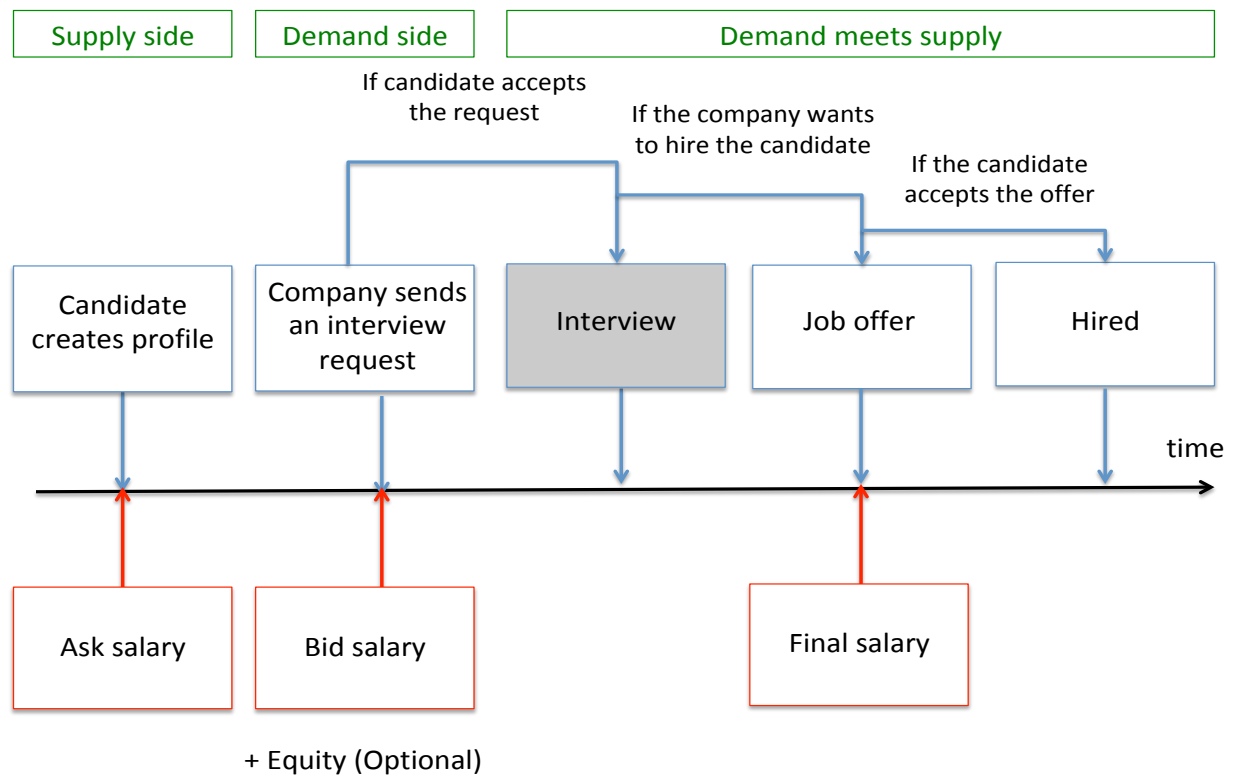 Supply side
Demand side
Demand meets supply
If candidate accepts
the request
If the company wants
to hire the candidate
If the candidate
accepts the offer
Candidate
creates profile
Company sends
an interview
request
Interview
Job offer
Hired
time
Ask salary
Bid salary
Final salary
+ Equity (Optional)